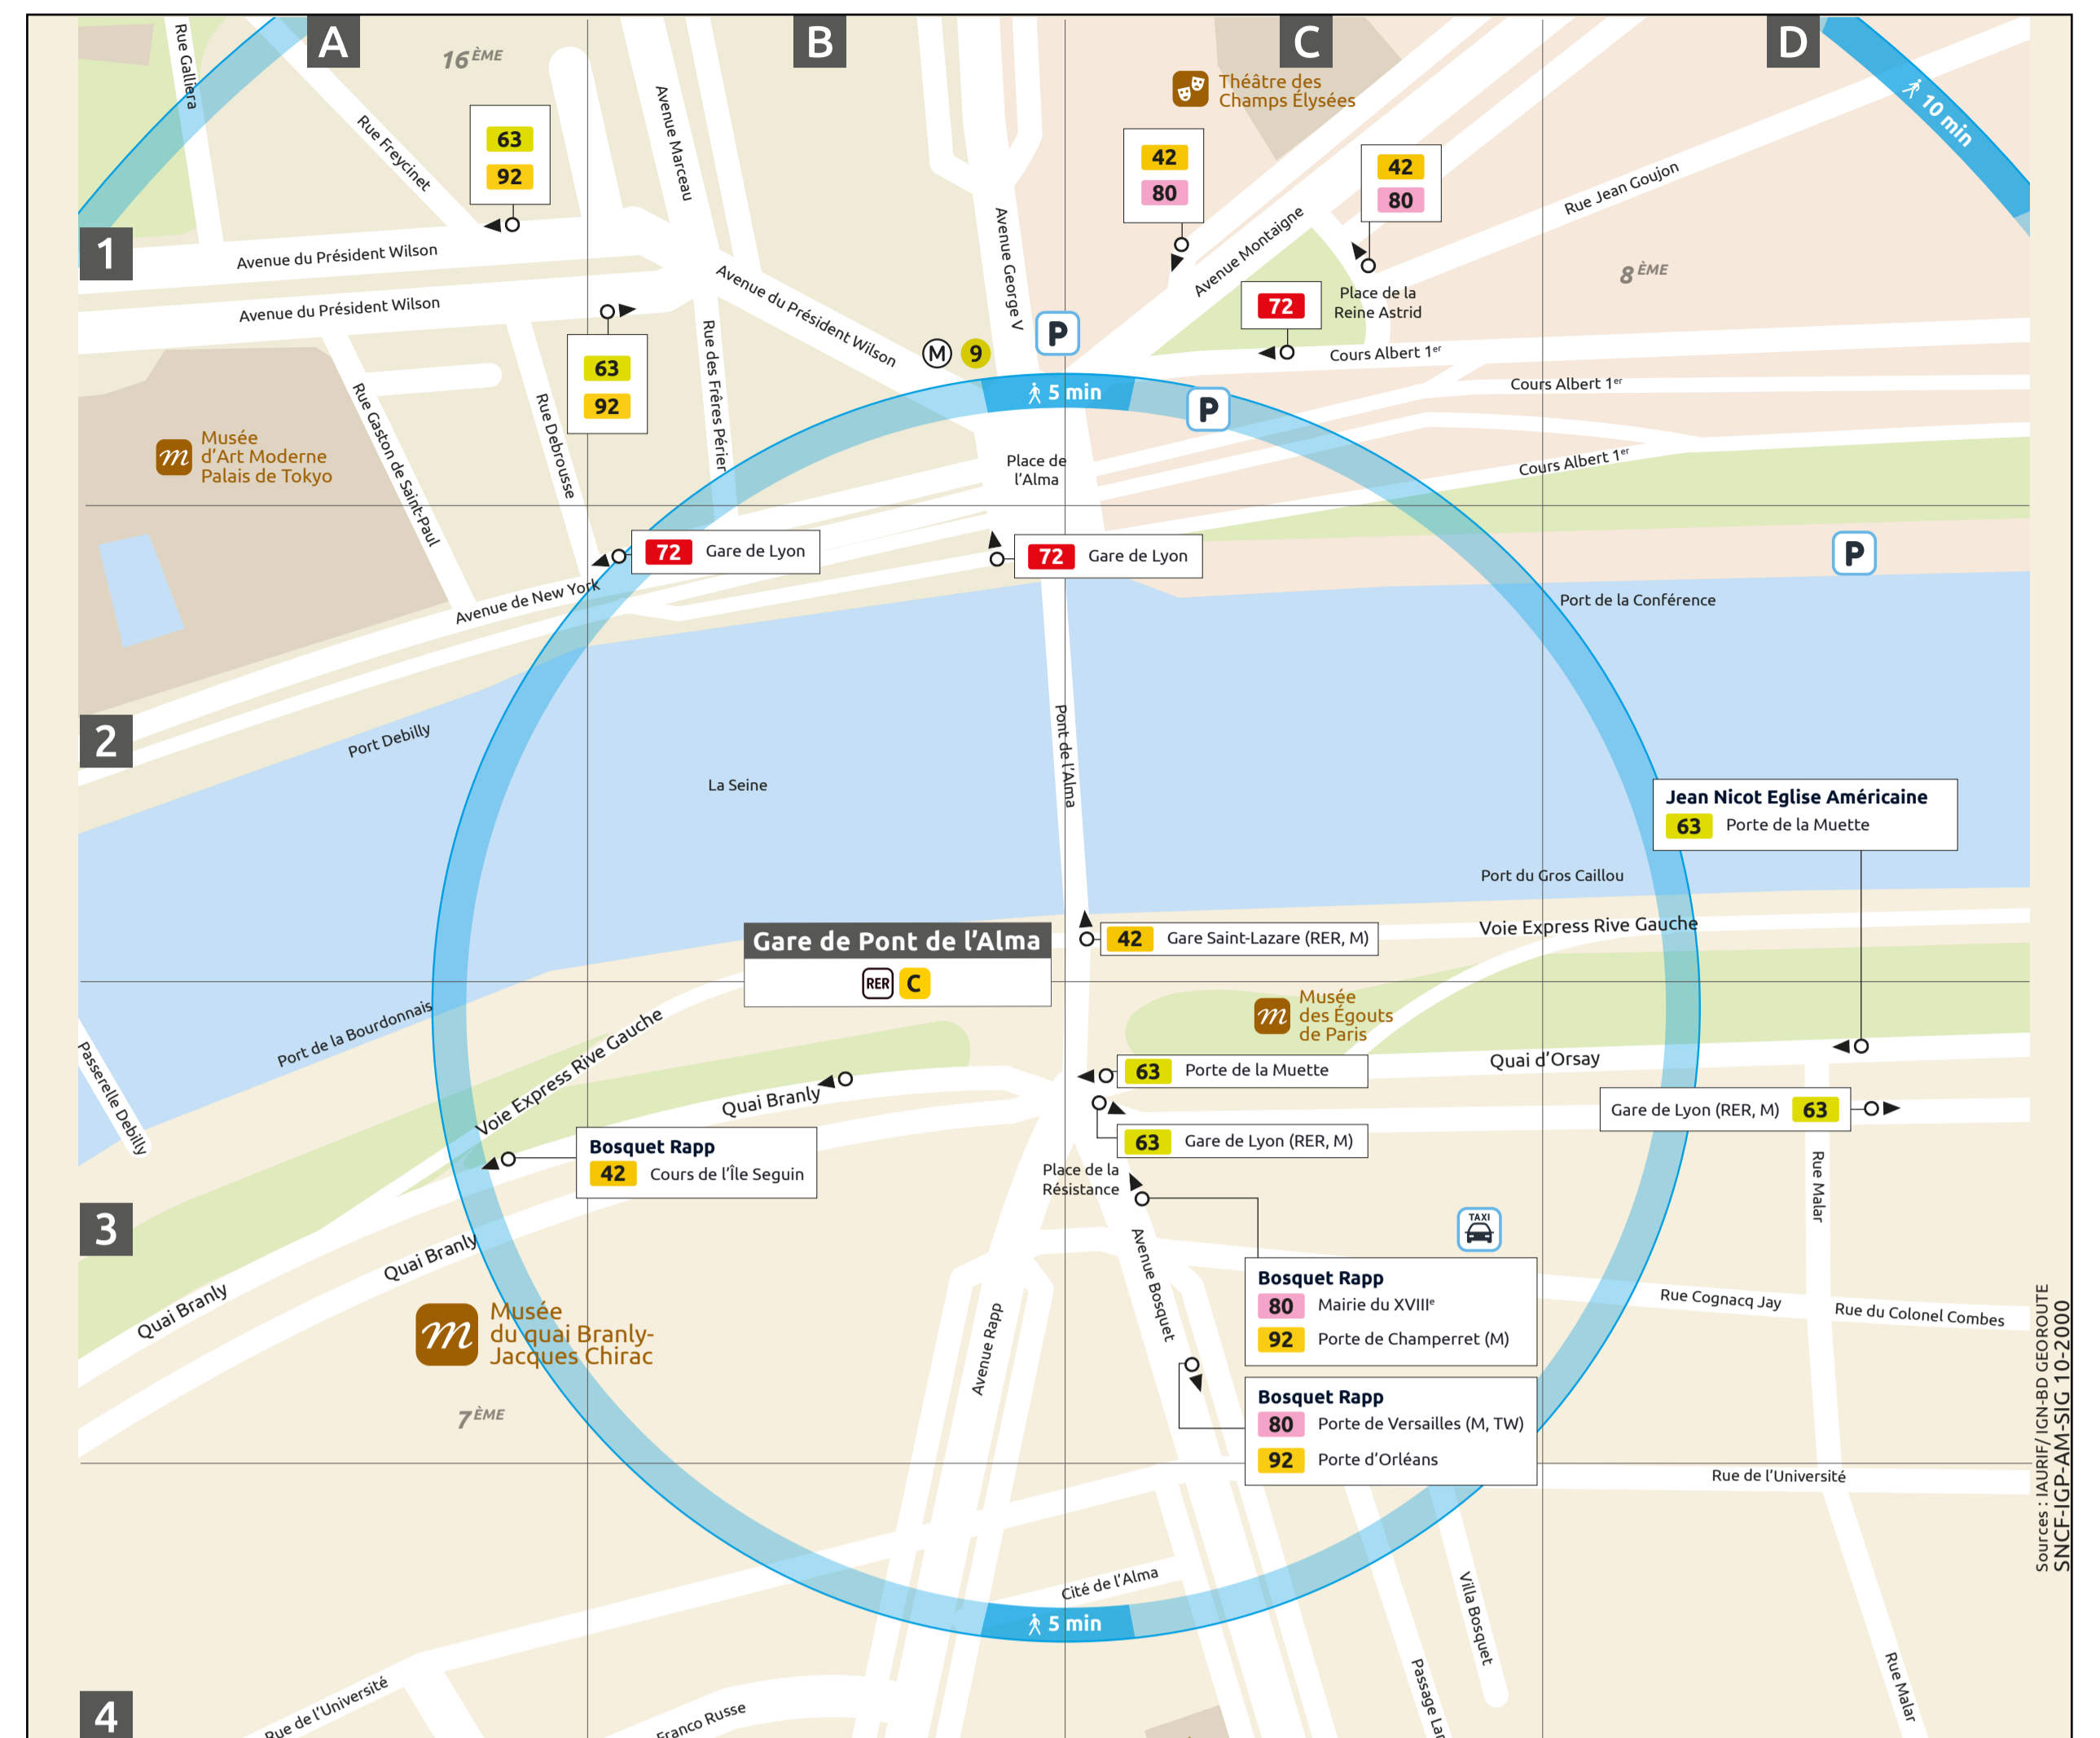 A
B
C
D
10 min
16 ÈME
Rue Galliera
Rue Freycinet
63
92
Avenue Marceau
Avenue George V
Théâtre des
Champs Élysées
42
80
42
80
Avenue Montaigne
Rue Jean Goujon
8 ÈME
1
Avenue du Président Wilson
Avenue du Président Wilson
Avenue du Président Wilson
63
92
Rue des Frères Périer
M 9
P
72
Place de la
Reine Astrid
Cours Albert 1er
Cours Albert 1er
5 min
P
Musée
d'Art Moderne
Palais de Tokyo
Rue Gaston de Saint-Paul
Rue Debrousse
Place de
l'Alma
Cours Albert 1er
72 Gare de Lyon
72 Gare de Lyon
P
Avenue de New York
Port de la Conférence
2
Port Debilly
La Seine
Pont de l'Alma
Jean Nicot Eglise Américaine
63 Porte de la Muette
Port du Gros Caillou
Voie Express Rive Gauche
Gare de Pont de l'Alma
RER C
42 Gare Saint-Lazare (RER, M)
Port de la Bourdonnais
Voie Express Rive Gauche
Passerelle Debilly
Musée
des Égouts
de Paris
Quai d'Orsay
63 Porte de la Muette
Quai Branly
63 Gare de Lyon (RER, M)
Gare de Lyon (RER, M) 63
Bosquet Rapp
42 Cours de l'Île Seguin
Place de la
Résistance
3
Quai Branly
Quai Branly
TAXI
Rue Malar
Avenue Bosquet
Bosquet Rapp
80 Mairie du XVIIIe
92 Porte de Champerret (M)
Rue Cognacq Jay
Rue du Colonel Combes
Musée
du quai Branly-
Jacques Chirac
Avenue Rapp
7 ÈME
Bosquet Rapp
80 Porte de Versailles (M, TW)
92 Porte d'Orléans
Rue de l'Université
Cité de l'Alma
5 min
Villa Bosquet
4
Rue de l'Université
Franco Russe
Passage
Rue Malar
Sources : IAURIF/ IGN-BD GEOROUTE
SNCF-IGP-AM-SIG 10-2000